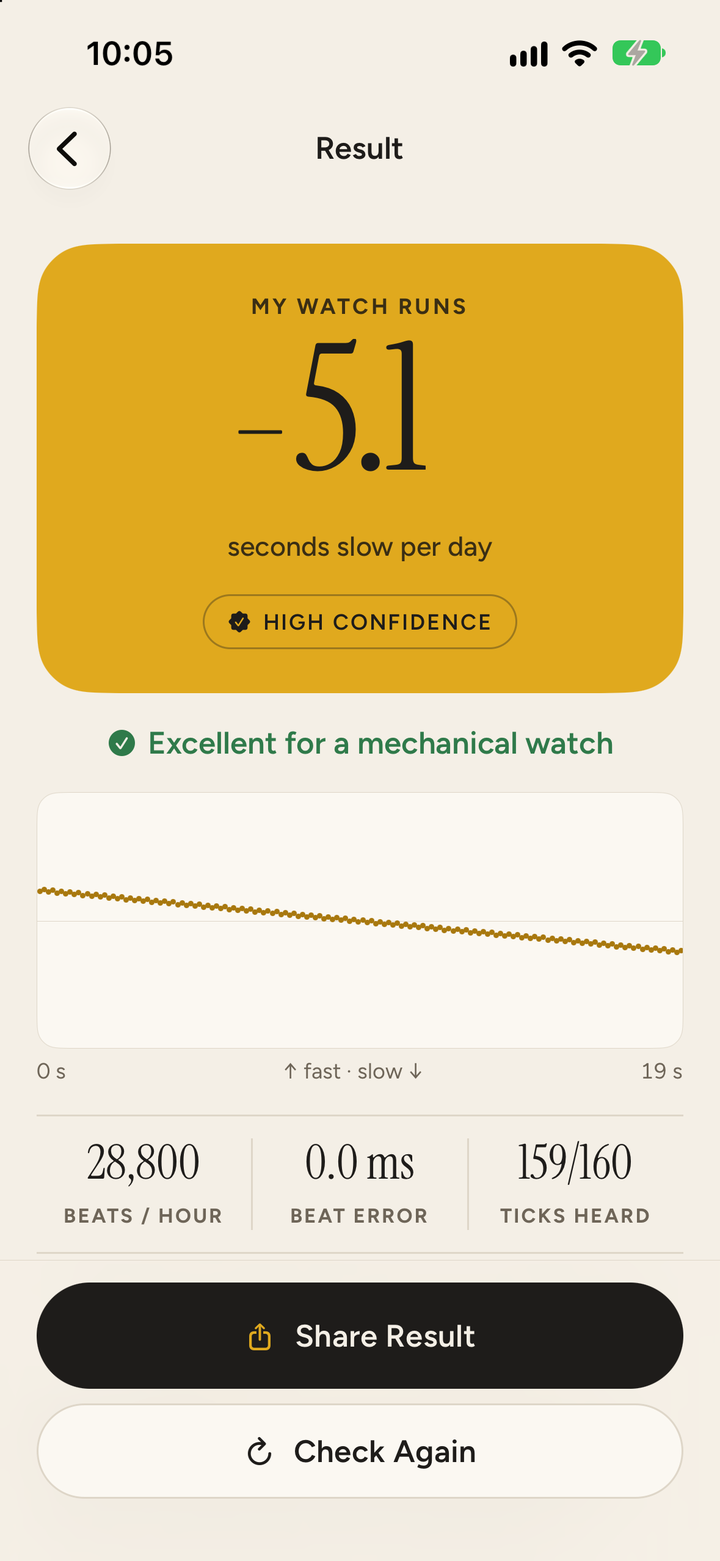 10:05
Result
MY WATCH RUNS
–5.1
seconds slow per day
HIGH CONFIDENCE
Excellent for a mechanical watch
0 s ↑ fast · slow ↓ 19 s
28,800 0.0 ms 159/160
BEATS / HOUR BEAT ERROR TICKS HEARD
Share Result
Check Again